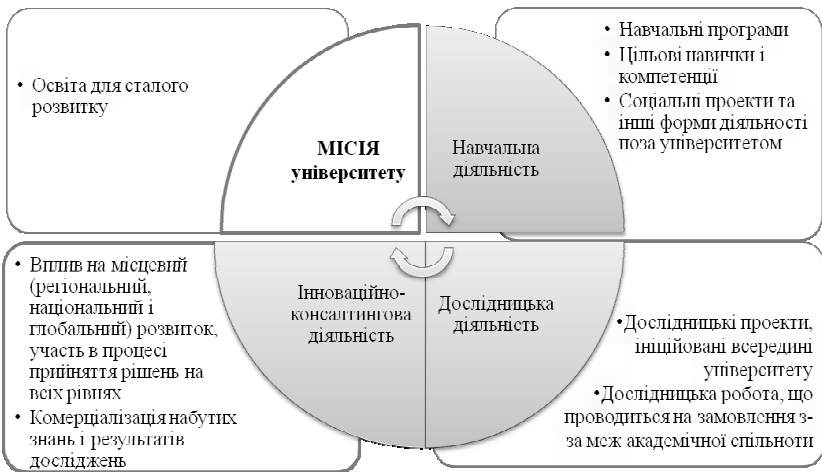 • Освіта для сталого
розвитку
МІСІЯ
університету
Навчальна
діяльність
• Навчальні програми
• Цільові навички і
компетенції
• Соціальні проекти та
інші форми діяльності
поза університетом
• Вплив на місцевий
(регіональний,
національний і
глобальний) розвиток,
участь в процесі
прийняття рішень на
всіх рівнях
• Комерціалізація набутих
знань і результатів
досліджень
Інноваційно-
консалтингова
діяльність
Дослідницька
діяльність
•Дослідницькі проекти,
ініційовані всередині
університету
•Дослідницька робота, що
проводиться на замовлення з-
за меж академічної спільноти